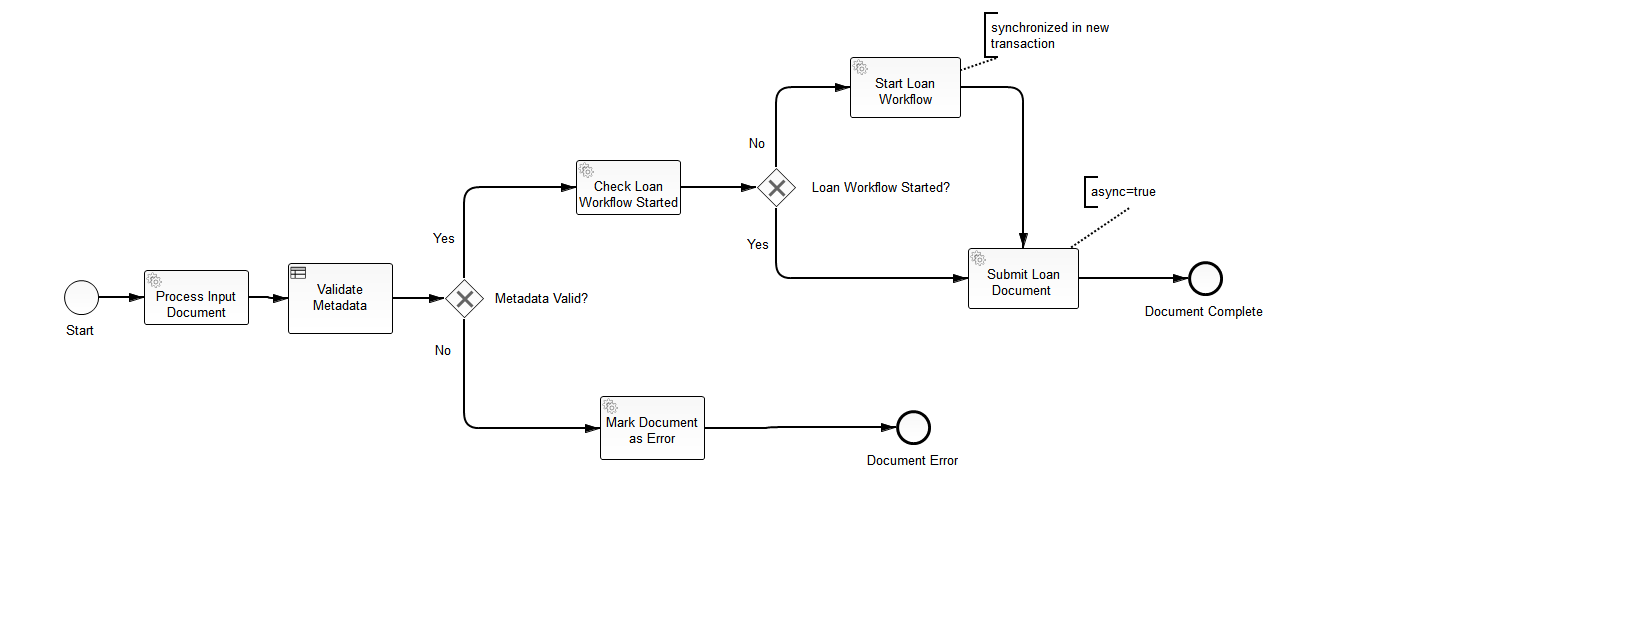 synchronized in new
transaction
Start Loan
Workflow
No
Check Loan
Workflow Started
Loan Workflow Started?
async=true
Yes
Yes
Submit Loan
Document
Document Complete
Process Input
Document
Start
Validate
Metadata
Metadata Valid?
No
Mark Document
as Error
Document Error